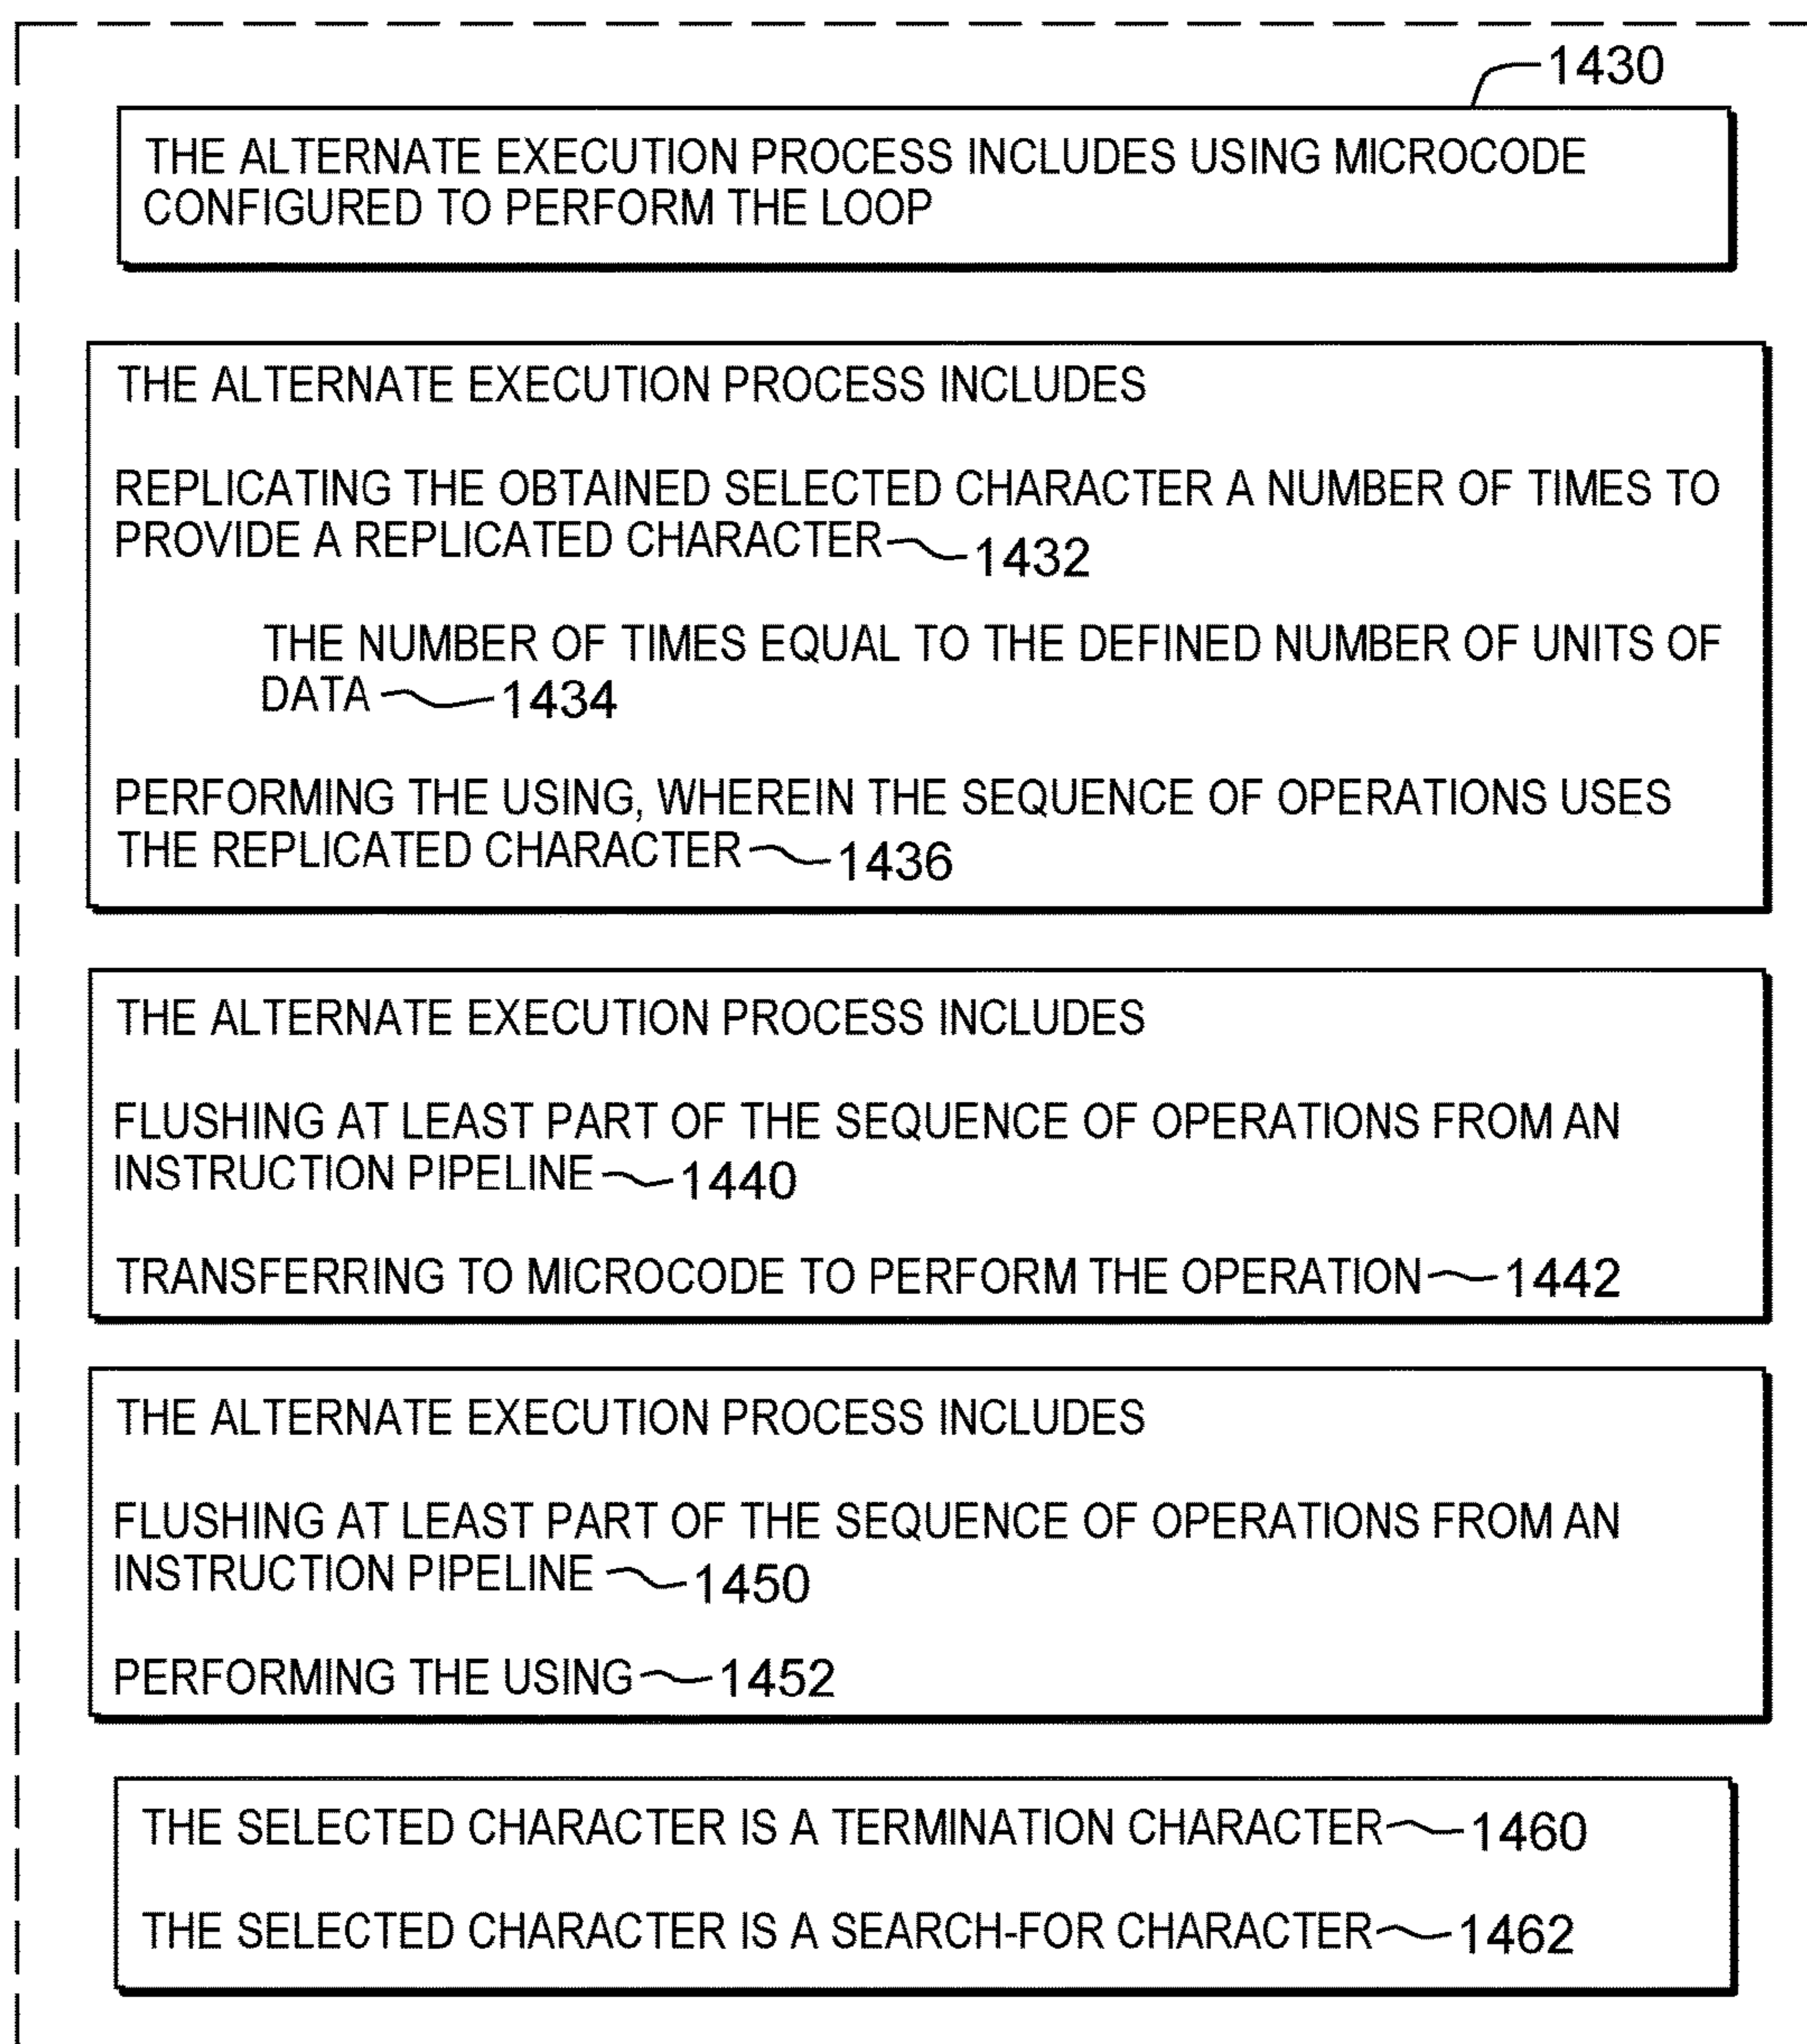 1430
THE ALTERNATE EXECUTION PROCESS INCLUDES USING MICROCODE
CONFIGURED TO PERFORM THE LOOP
THE ALTERNATE EXECUTION PROCESS INCLUDES
REPLICATING THE OBTAINED SELECTED CHARACTER A NUMBER OF TIMES TO
PROVIDE A REPLICATED CHARACTER 1432
THE NUMBER OF TIMES EQUAL TO THE DEFINED NUMBER OF UNITS OF
DATA 1434
PERFORMING THE USING, WHEREIN THE SEQUENCE OF OPERATIONS USES
THE REPLICATED CHARACTER 1436
THE ALTERNATE EXECUTION PROCESS INCLUDES
FLUSHING AT LEAST PART OF THE SEQUENCE OF OPERATIONS FROM AN
INSTRUCTION PIPELINE 1440
TRANSFERRING TO MICROCODE TO PERFORM THE OPERATION 1442
THE ALTERNATE EXECUTION PROCESS INCLUDES
FLUSHING AT LEAST PART OF THE SEQUENCE OF OPERATIONS FROM AN
INSTRUCTION PIPELINE 1450
PERFORMING THE USING 1452
THE SELECTED CHARACTER IS A TERMINATION CHARACTER 1460
THE SELECTED CHARACTER IS A SEARCH-FOR CHARACTER 1462